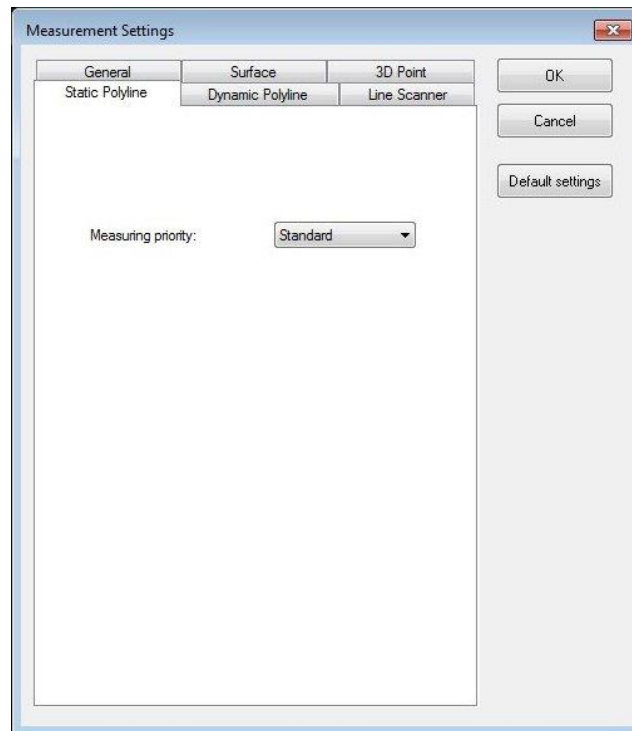 Measurement Settings
General Surface 3D Point
Static Polyline Dynamic Polyline Line Scanner
OK
Cancel
Default settings
Measuring priority: Standard